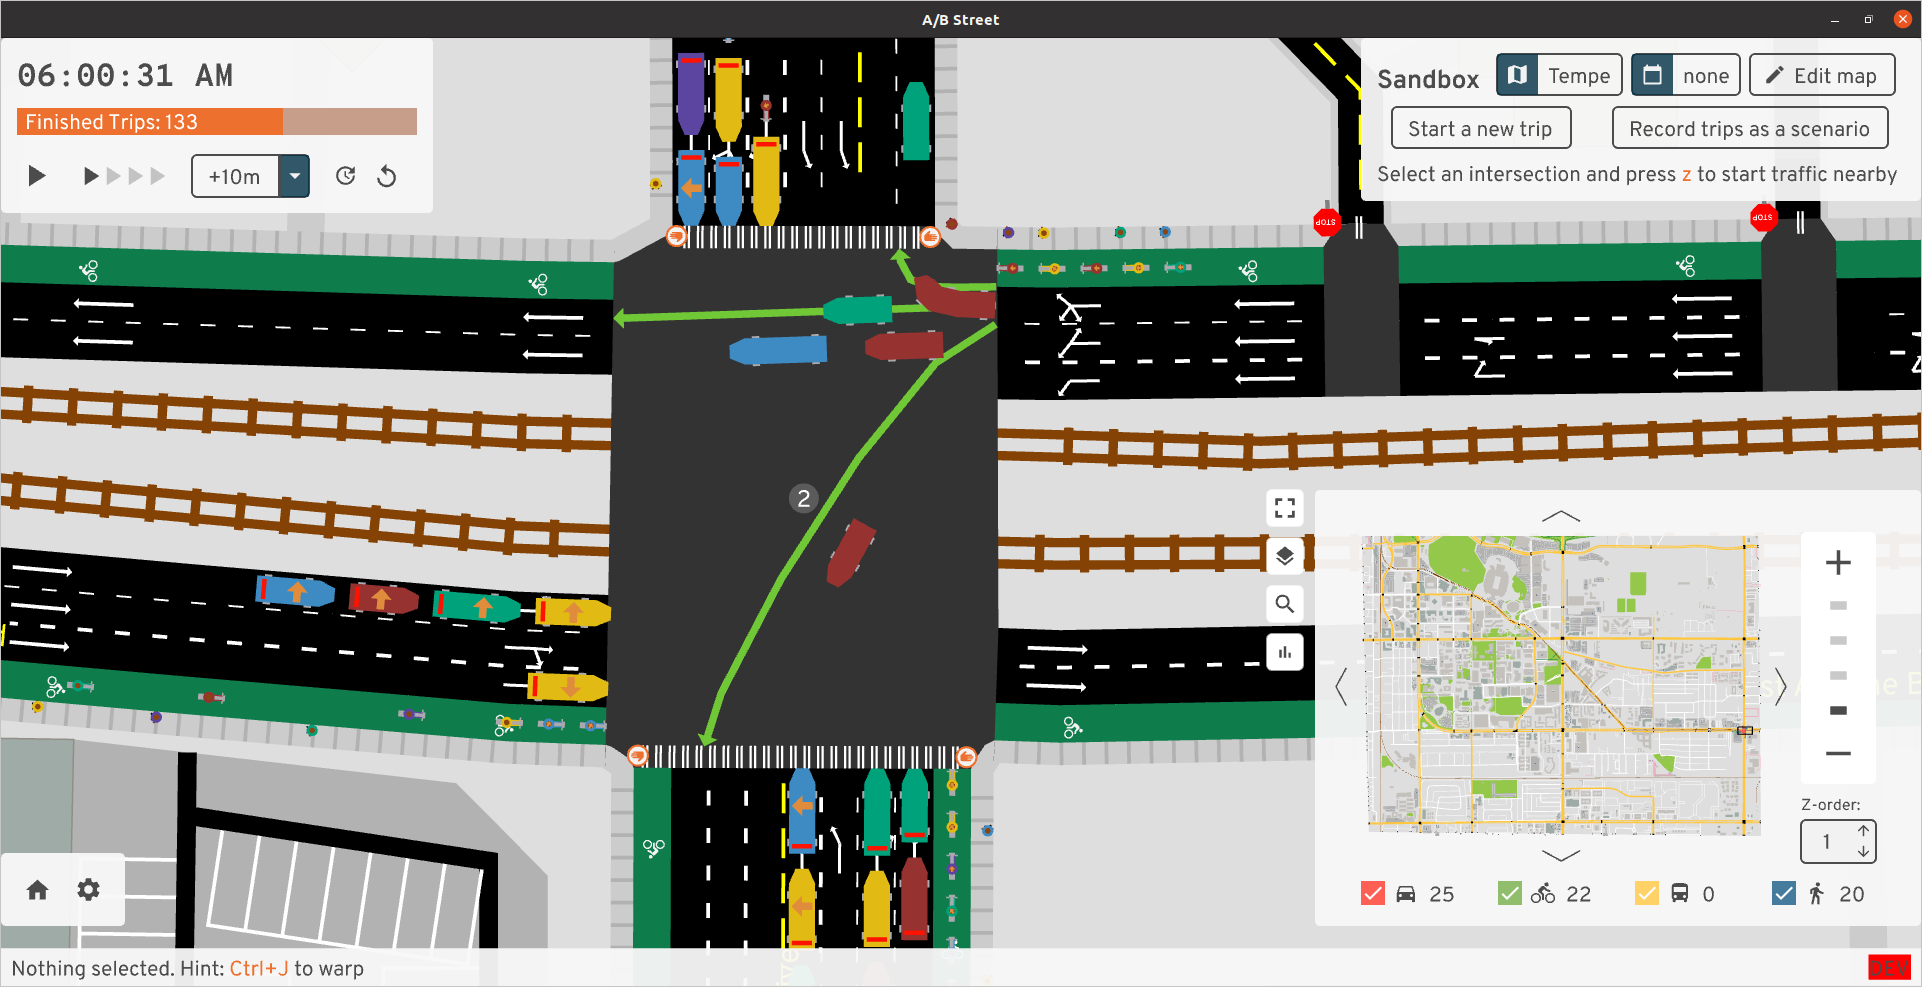 A/B Street
06:00:31 AM
Finished Trips: 133
+10m
Sandbox
Tempe
none
Edit map
Start a new trip
Record trips as a scenario
Select an intersection and press z to start traffic nearby
STOP
STOP
2
Z-order:
1
25
22
0
20
Nothing selected. Hint: Ctrl+J to warp
DEV